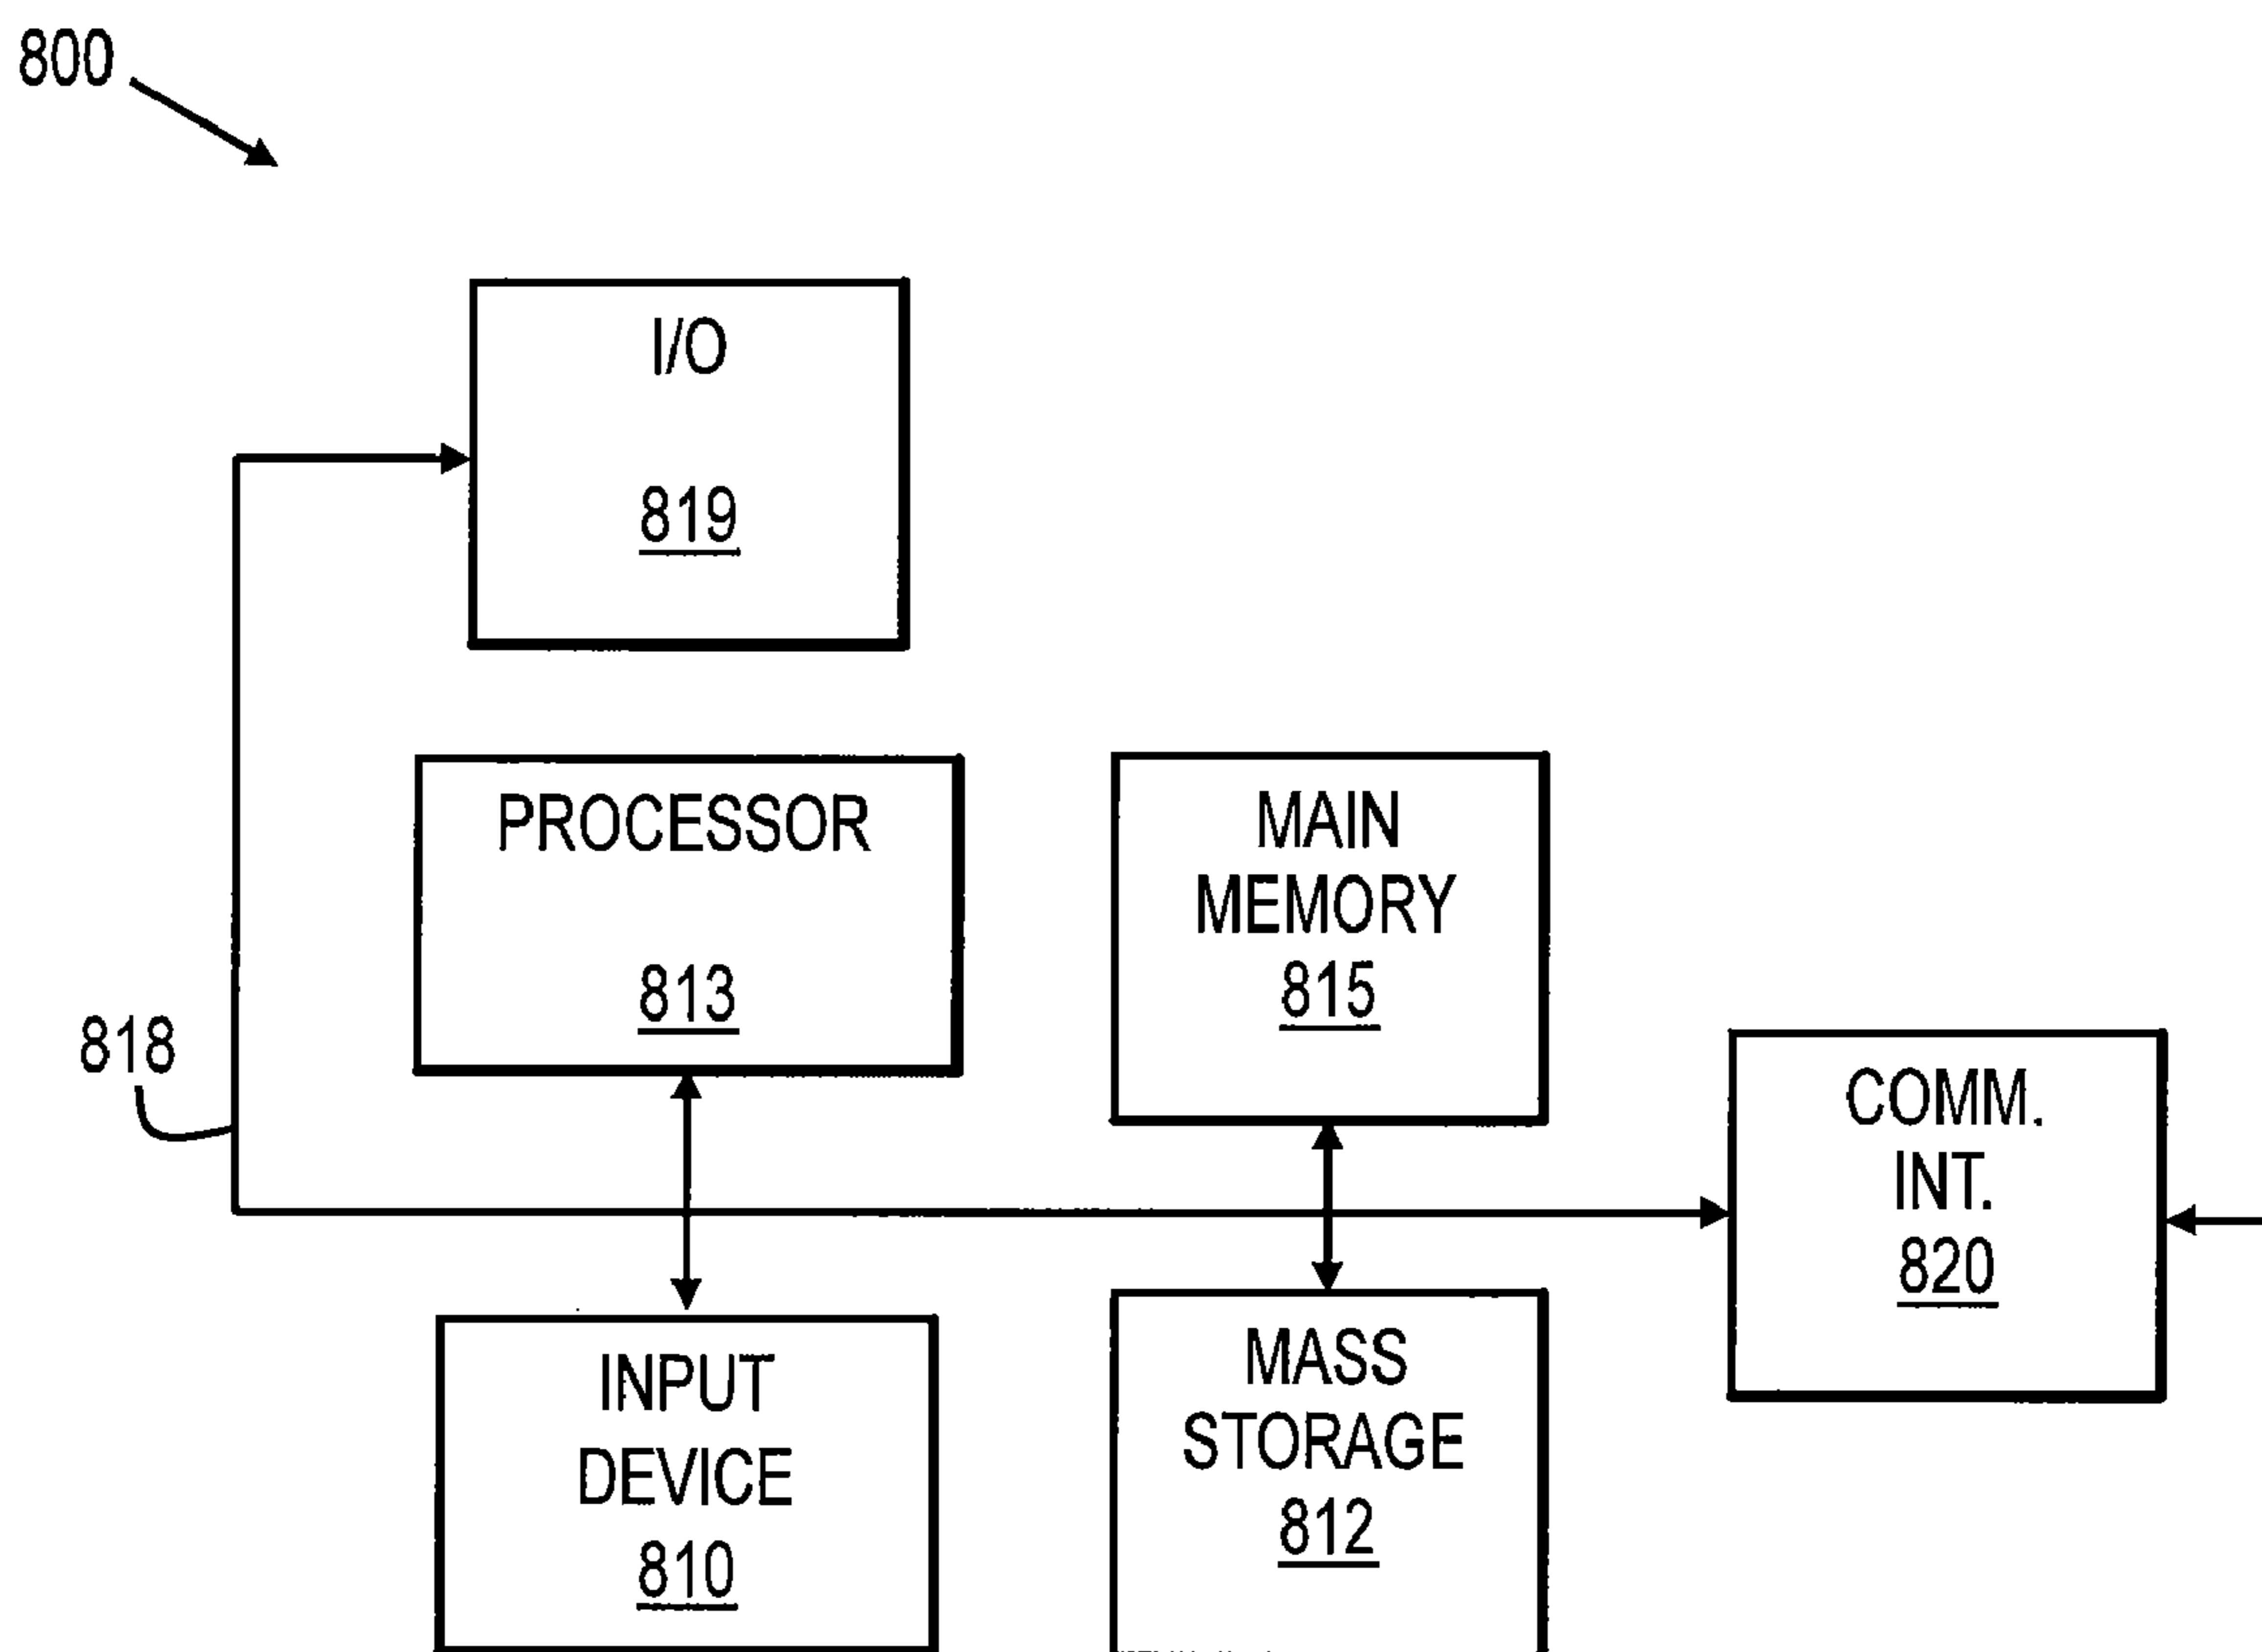 800
I/O
819
PROCESSOR
813
MAIN
MEMORY
815
818
COMM.
INT.
820
INPUT
DEVICE
810
MASS
STORAGE
812